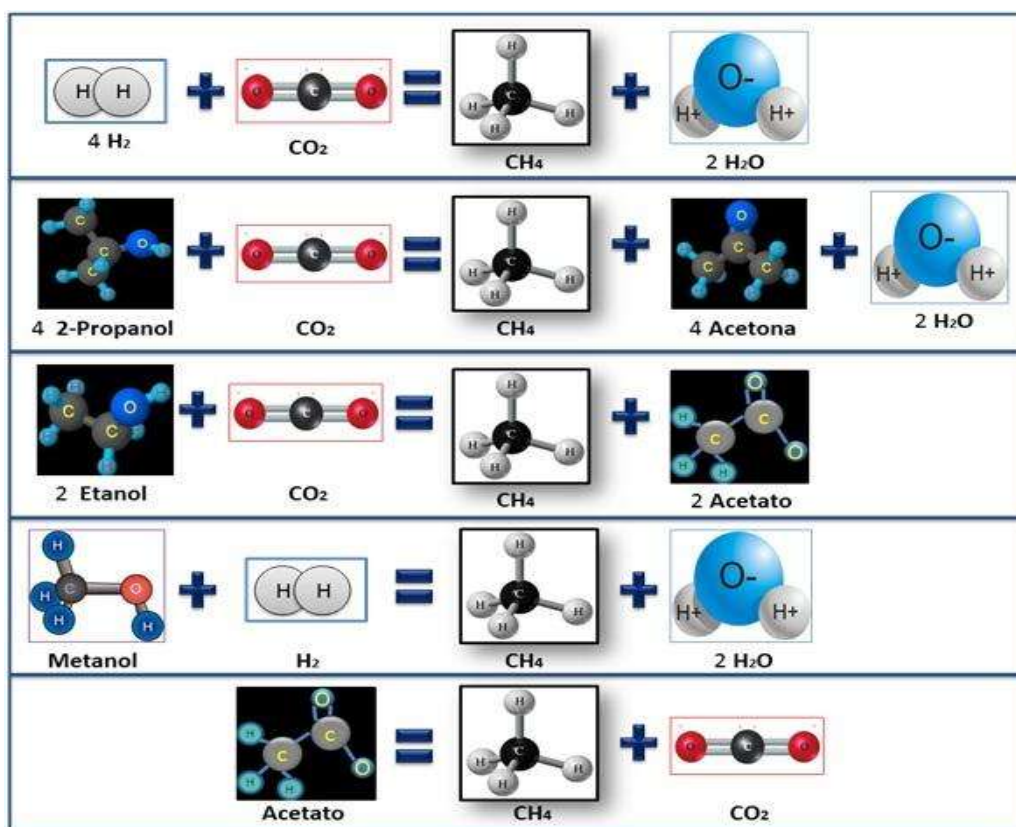 H H O C O H H H H C O- H+ H+
4 H₂ CO₂ CH₄ 2 H₂O
C C O C O C O H H H H C O C C C O- H+ H+
4 2-Propanol CO₂ CH₄ 4 Acetona 2 H₂O
H H C C O H O C O H H H H C O C C O H H H
2 Etanol CO₂ CH₄ 2 Acetato
H C O H H H H H H H H H C O- H+ H+
Metanol H₂ CH₄ 2 H₂O
O H C C O H H H H H H C O C O
Acetato CH₄ CO₂